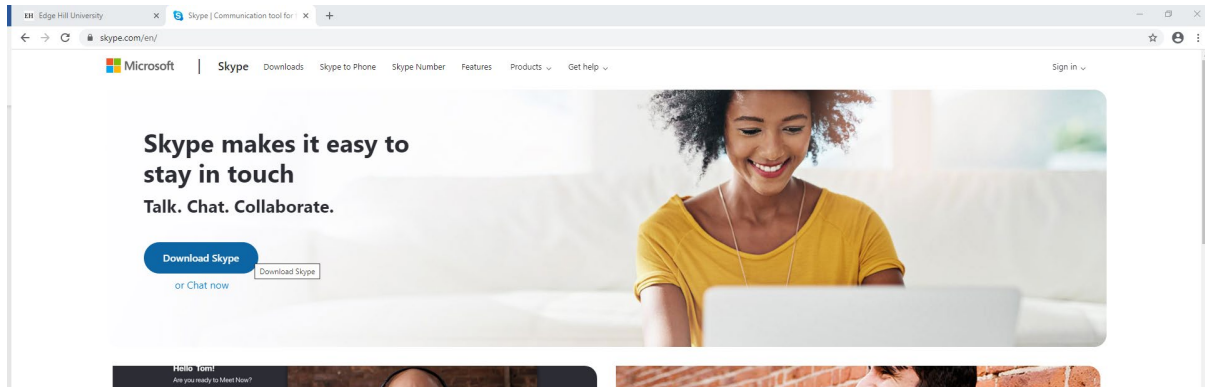 EH Edge Hill University
Skype | Communication tool for
skype.com/en/
Microsoft | Skype Downloads Skype to Phone Skype Number Features Products Get help Sign in
Skype makes it easy to
stay in touch
Talk. Chat. Collaborate.
Download Skype
Download Skype
or Chat now
Hello Tom!
Are you ready to Meet Now?